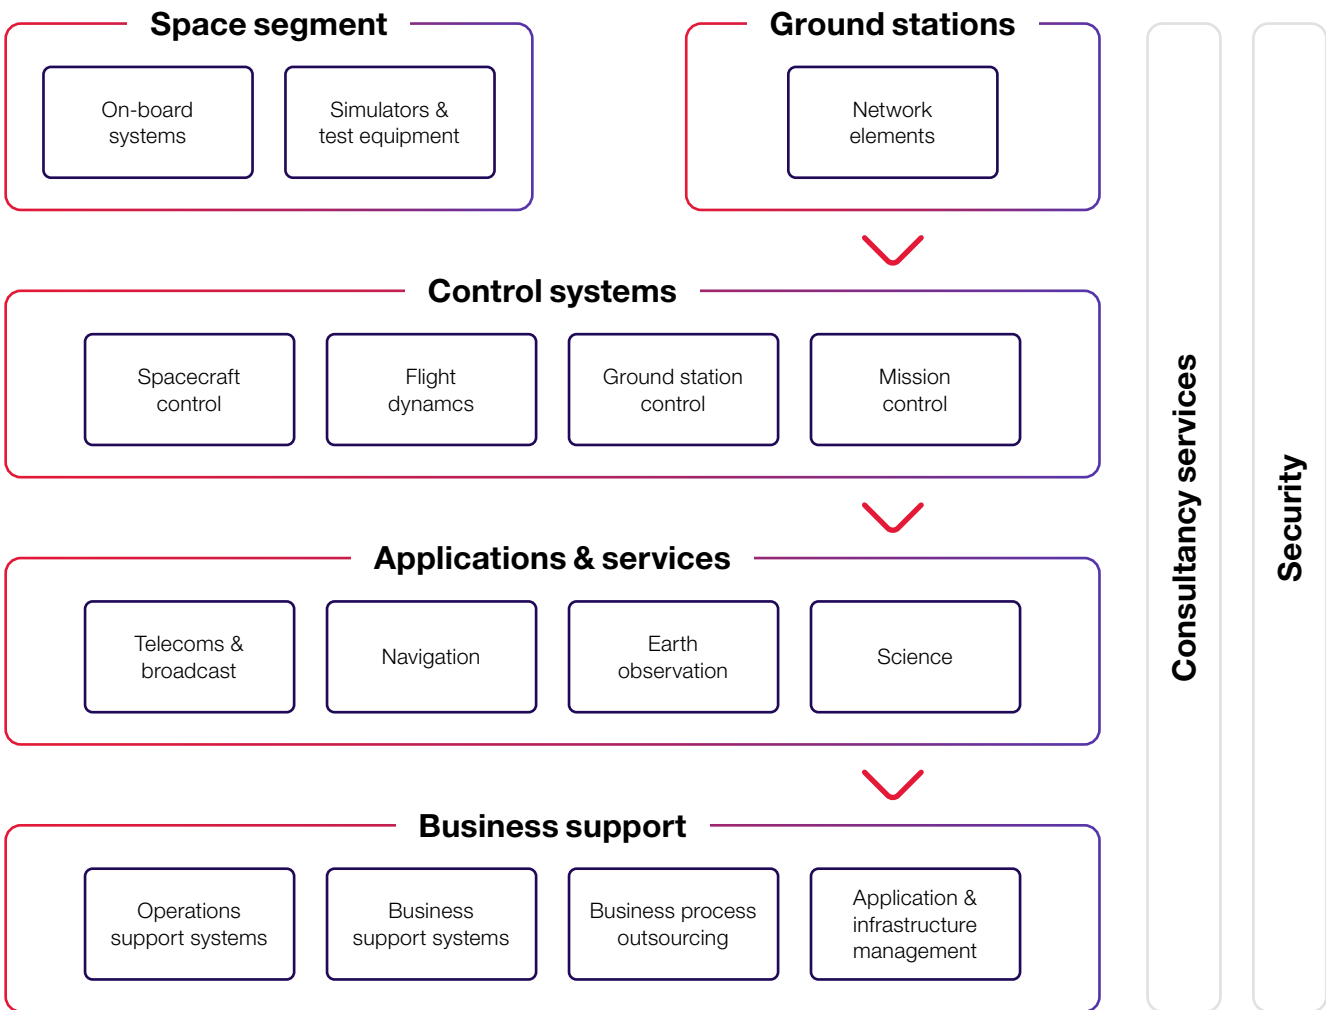 Space segment
On-board
systems
Simulators &
test equipment
Ground stations
Network
elements
Control systems
Spacecraft
control
Flight
dynamcs
Ground station
control
Mission
control
Applications & services
Telecoms &
broadcast
Navigation
Earth
observation
Science
Business support
Operations
support systems
Business
support systems
Business process
outsourcing
Application &
infrastructure
management
Consultancy services
Security